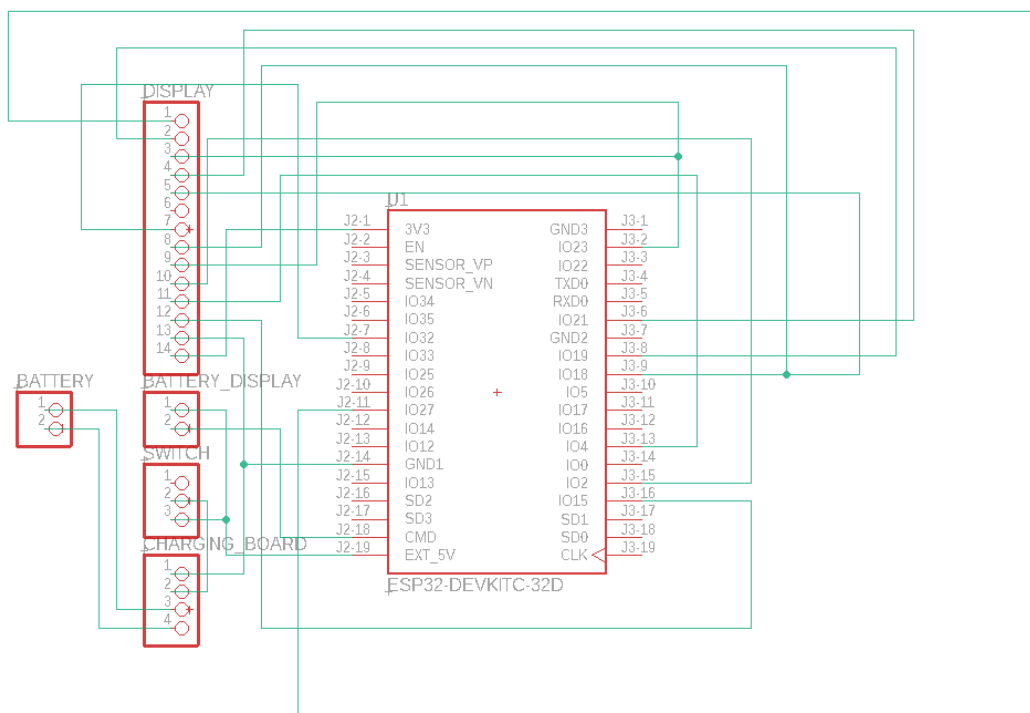 DISPLAY
1
2
3
4
5
6
7
8
9
10
11
12
13
14
BATTERY
1
2
BATTERY_DISPLAY
1
2
SWITCH
1
2
3
CHARGING_BOARD
1
2
3
4
U1
J2-1 3V3 GND3 J3-1
J2-2 EN IO23 J3-2
J2-3 SENSOR_VP IO22 J3-3
J2-4 SENSOR_VN TXD0 J3-4
J2-5 IO34 RXD0 J3-5
J2-6 IO35 IO21 J3-6
J2-7 IO32 GND2 J3-7
J2-8 IO33 IO19 J3-8
J2-9 IO25 IO18 J3-9
J2-10 IO26 IO5 J3-10
J2-11 IO27 IO17 J3-11
J2-12 IO14 IO16 J3-12
J2-13 IO12 IO4 J3-13
J2-14 GND1 IO0 J3-14
J2-15 IO13 IO2 J3-15
J2-16 SD2 IO15 J3-16
J2-17 SD3 SD1 J3-17
J2-18 CMD SD0 J3-18
J2-19 EXT_5V CLK J3-19
ESP32-DEVKITC-32D